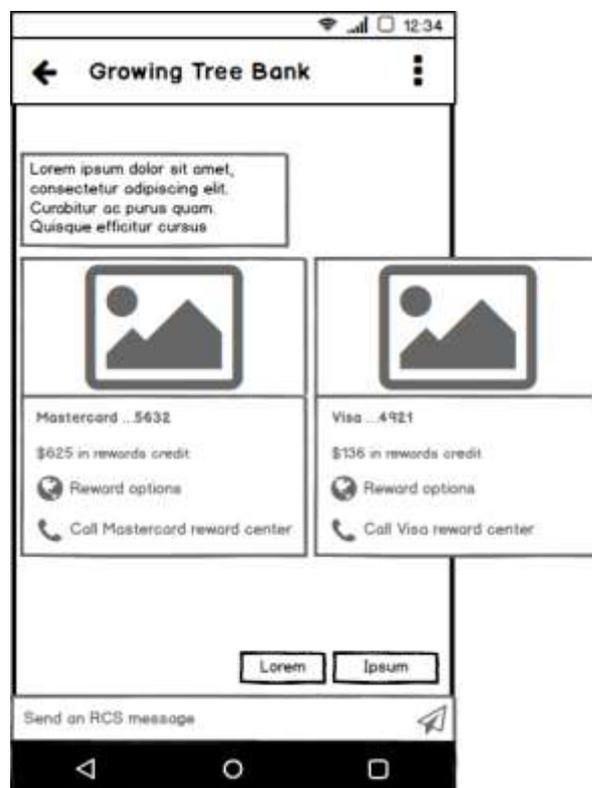 12:34
Growing Tree Bank
Lorem ipsum dolor sit amet,
consectetur adipiscing elit.
Curabitur ac purus quam.
Quisque efficitur cursus
Mastercard ...5632
$625 in rewards credit
Reward options
Call Mastercard reward center
Visa ...4921
$136 in rewards credit
Reward options
Call Visa reward center
Lorem
Ipsum
Send an RCS message